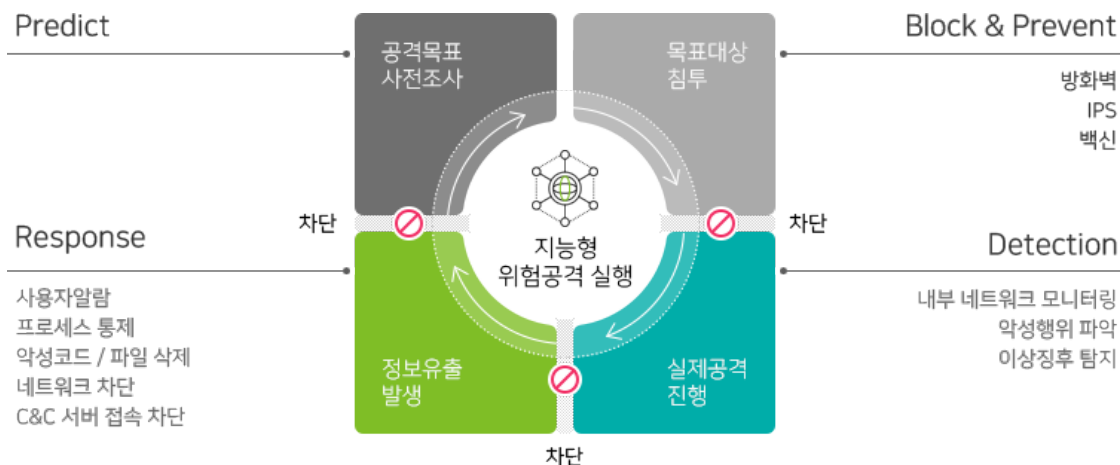 Predict
공격목표
사전조사
목표대상
침투
Block & Prevent
방화벽
IPS
백신
차단
지능형
위험공격 실행
차단
Response
사용자알람
프로세스 통제
악성코드 / 파일 삭제
네트워크 차단
C&C 서버 접속 차단
정보유출
발생
실제공격
진행
Detection
내부 네트워크 모니터링
악성행위 파악
이상징후 탐지
차단